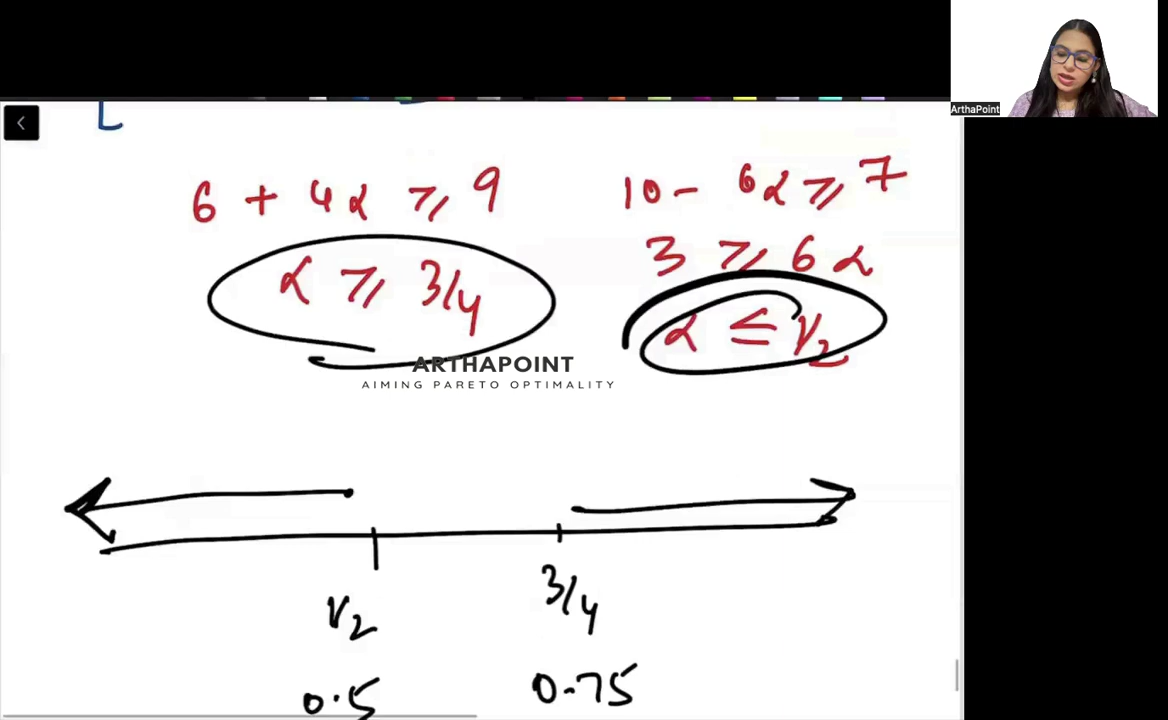 ArthaPoint
6 + 4α ≥ 9
α ≥ 3/4
10 - 6α ≥ 7
3 ≥ 6α
α ≤ 1/2
ARTHAPOINT
AIMING PARETO OPTIMALITY
1/2
3/4
0.5
0.75